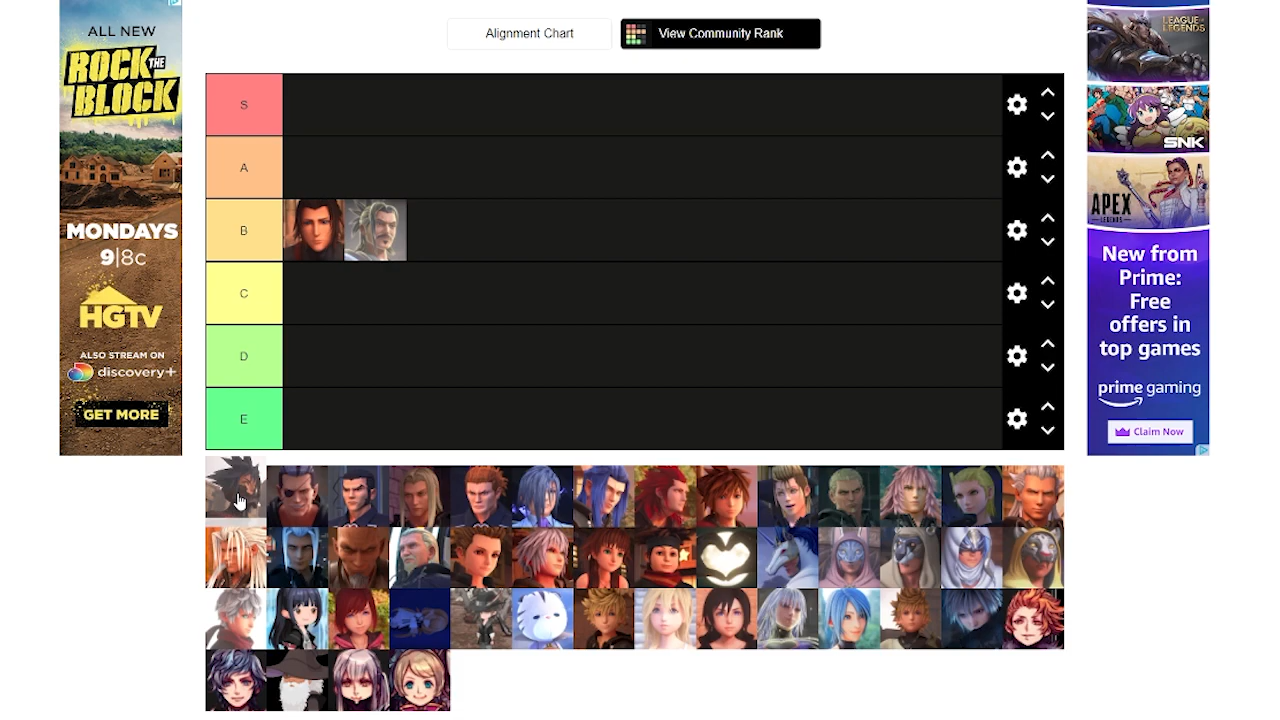 ALL NEW
ROCK THE
BLOCK
MONDAYS
9|8c
HGTV
ALSO STREAM ON
discovery+
GET MORE
Alignment Chart
View Community Rank
S
A
B
C
D
E
LEAGUE OF
LEGENDS
SNK
APEX
LEGENDS
New from
Prime:
Free
offers in
top games
prime gaming
Claim Now